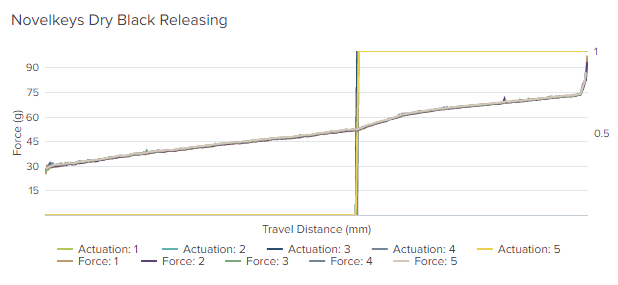 Novelkeys Dry Black Releasing
1
90
75
60
0.5
45
30
15
Force (g)
Travel Distance (mm)
Actuation: 1 Actuation: 2 Actuation: 3 Actuation: 4 Actuation: 5
Force: 1 Force: 2 Force: 3 Force: 4 Force: 5